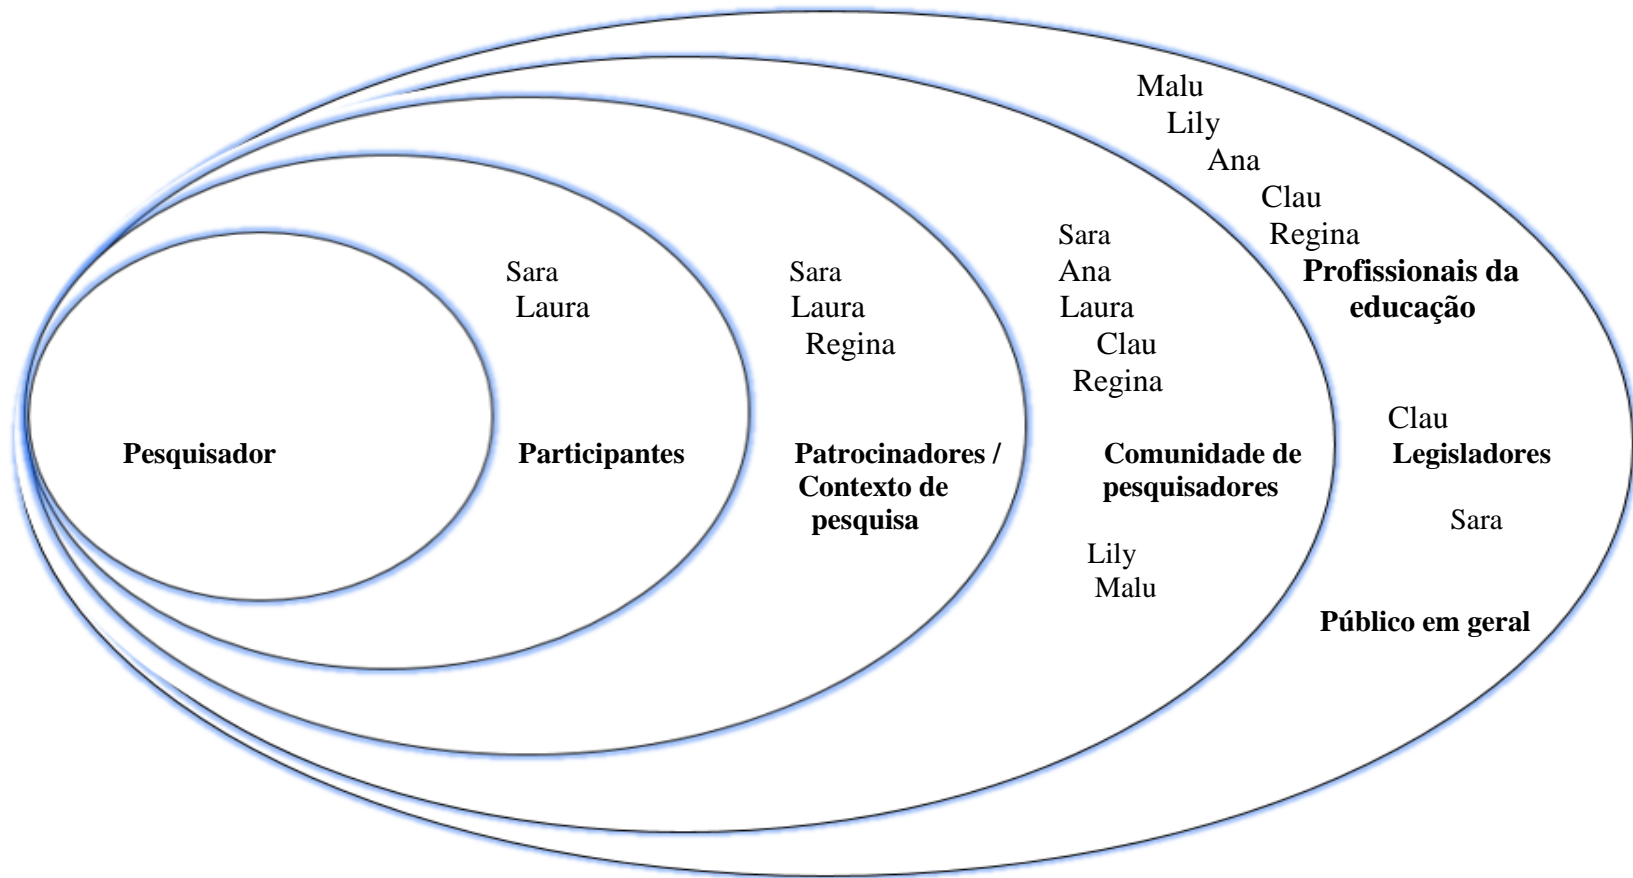 Pesquisador
Sara
Laura
Participantes
Sara
Laura
Regina
Patrocinadores /
Contexto de
pesquisa
Sara
Ana
Laura
Clau
Regina
Comunidade de
pesquisadores
Lily
Malu
Malu
Lily
Ana
Clau
Regina
Profissionais da
educação
Clau
Legisladores
Sara
Público em geral